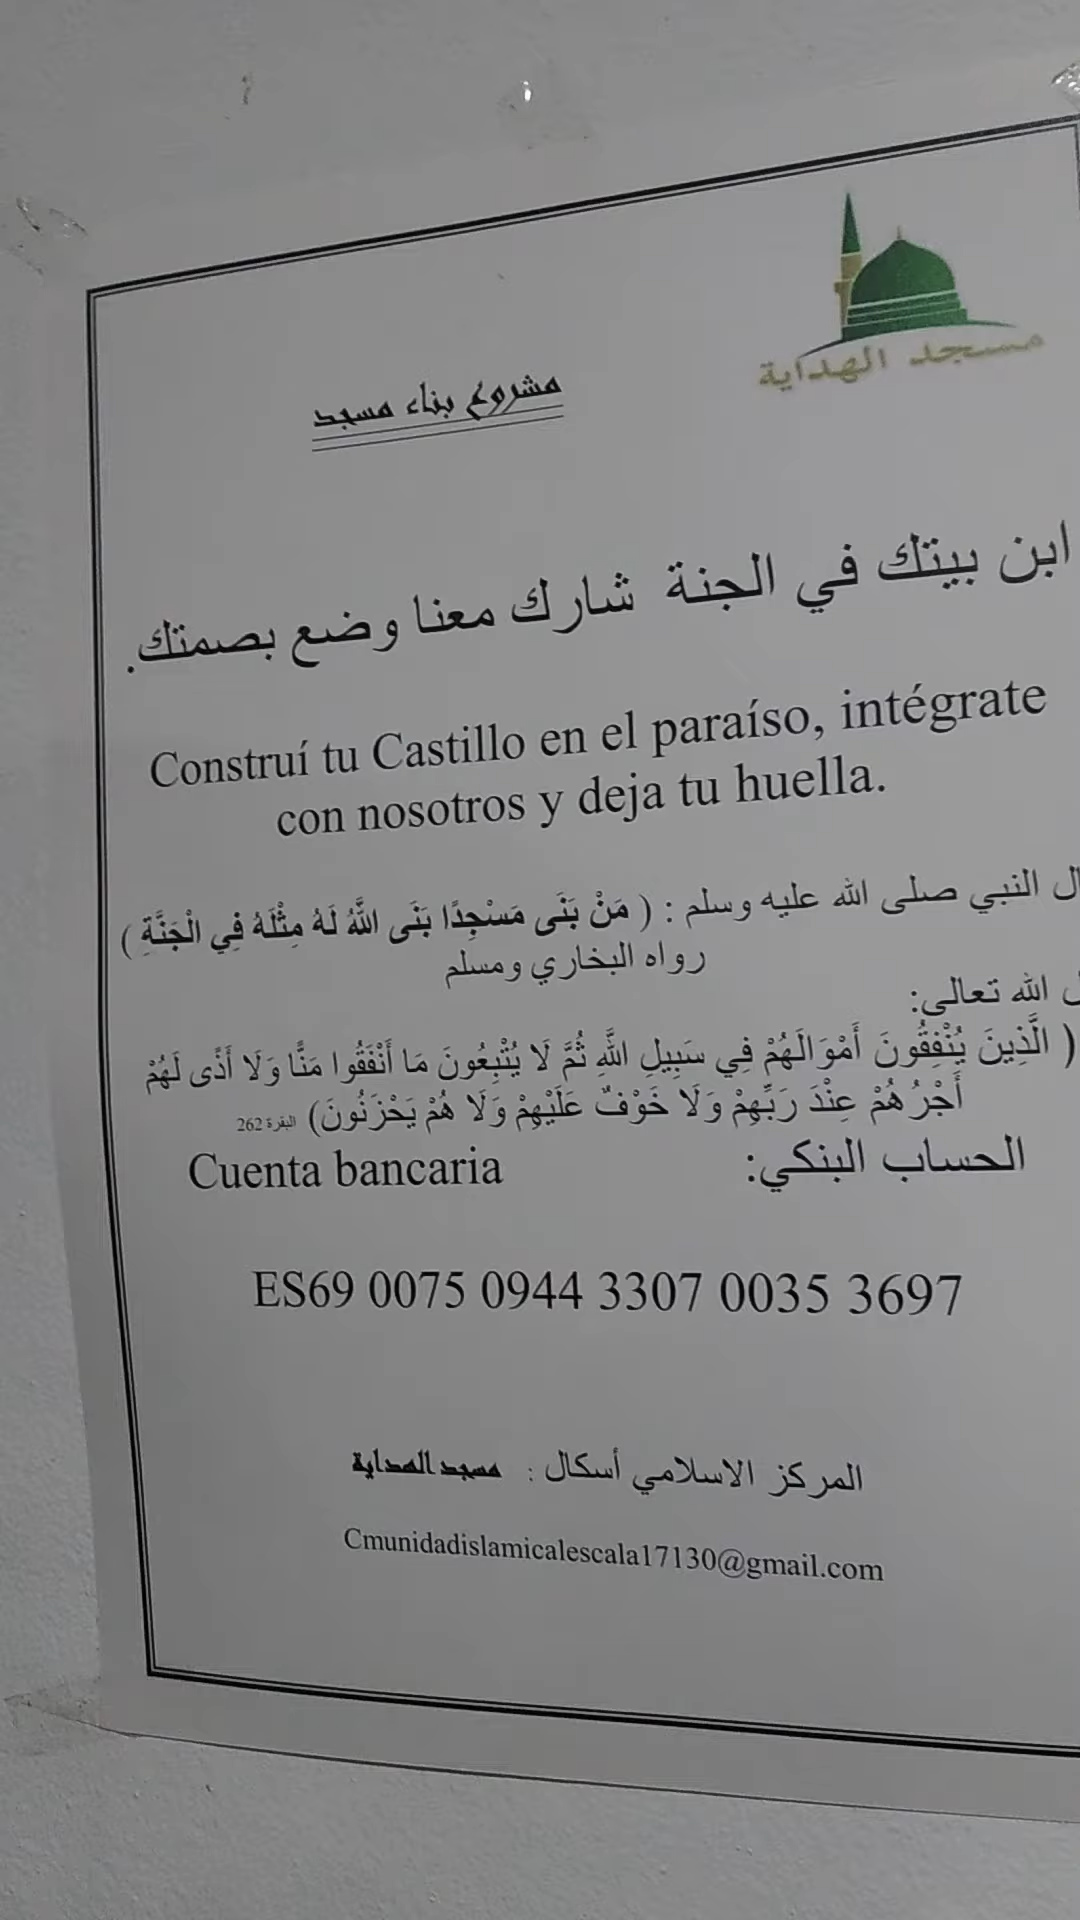 مسجد الهداية
مشروع بناء مسجد
ابن بيتك في الجنة شارك معنا وضع بصمتك.
Construí tu Castillo en el paraíso, intégrate
con nosotros y deja tu huella.
ال النبي صلى الله عليه وسلم : ( مَنْ بَنَى مَسْجِدًا بَنَى اللَّهُ لَهُ مِثْلَهُ فِي الْجَنَّةِ )
رواه البخاري ومسلم
ل الله تعالى:
( الَّذِينَ يُنْفِقُونَ أَمْوَالَهُمْ فِي سَبِيلِ اللَّهِ ثُمَّ لَا يُتْبِعُونَ مَا أَنْفَقُوا مَنًّا وَلَا أَذًى لَهُمْ
أَجْرُهُمْ عِنْدَ رَبِّهِمْ وَلَا خَوْفٌ عَلَيْهِمْ وَلَا هُمْ يَحْزَنُونَ) البقرة 262
Cuenta bancaria الحساب البنكي:
ES69 0075 0944 3307 0035 3697
المركز الاسلامي أسكال : مسجد الهداية
Cmunidadislamicalescala17130@gmail.com